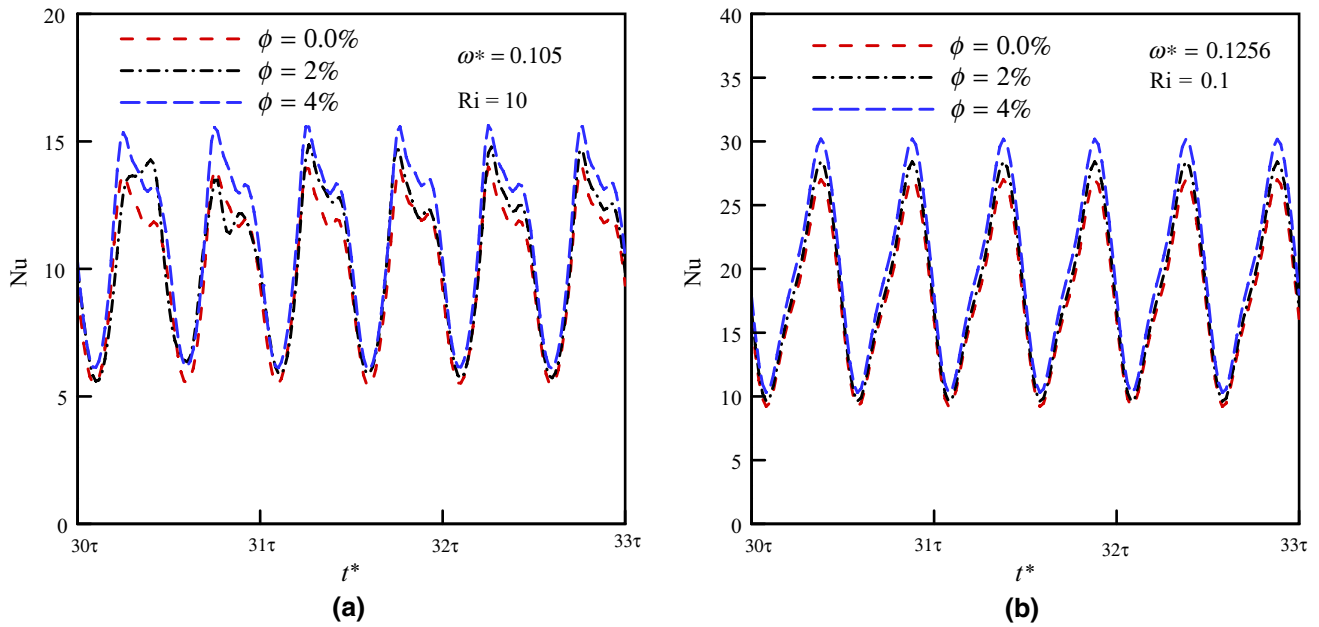 20
15
10
5
0
Nu
ϕ = 0.0%
ϕ = 2%
ϕ = 4%
ω* = 0.105
Ri = 10
30τ
31τ
32τ
33τ
t*
(a)
40
35
30
25
20
15
10
5
0
Nu
ϕ = 0.0%
ϕ = 2%
ϕ = 4%
ω* = 0.1256
Ri = 0.1
30τ
31τ
32τ
33τ
t*
(b)